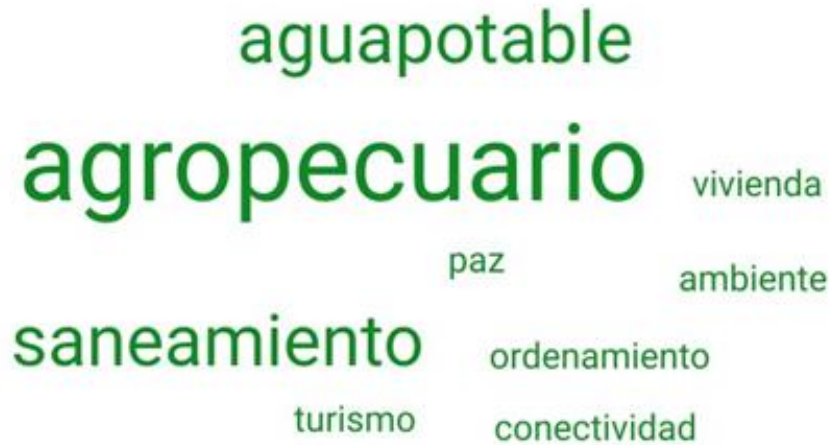 aguapotable
agropecuario
vivienda
paz
ambiente
saneamiento
ordenamiento
turismo
conectividad